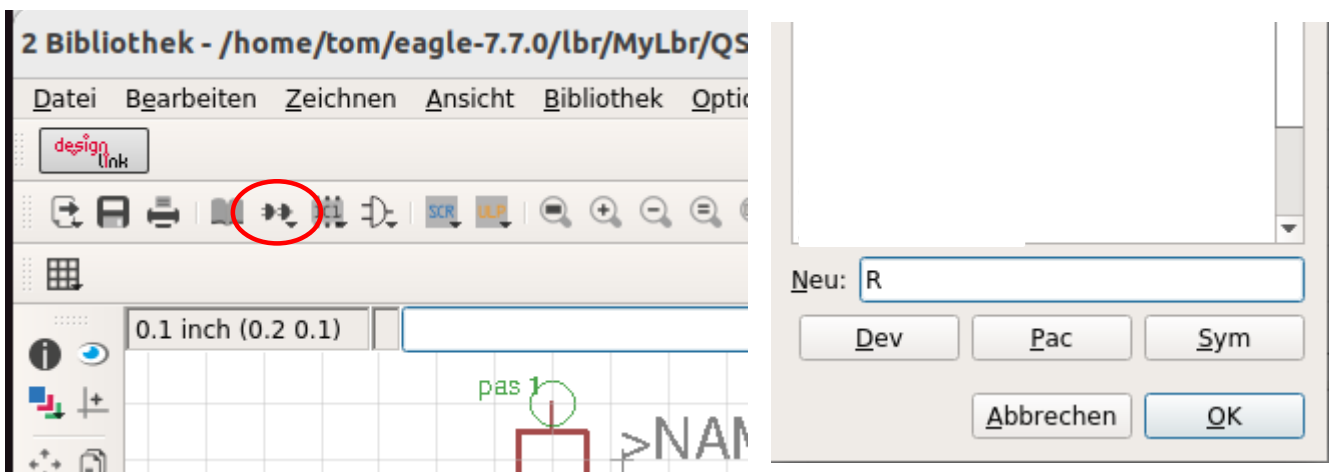 2 Bibliothek - /home/tom/eagle-7.7.0/lbr/MyLbr/QS
Datei Bearbeiten Zeichnen Ansicht Bibliothek Optio
design
link
SCR ULP
0.1 inch (0.2 0.1)
pas 1
>NAM
Neu: R
Dev Pac Sym
Abbrechen OK